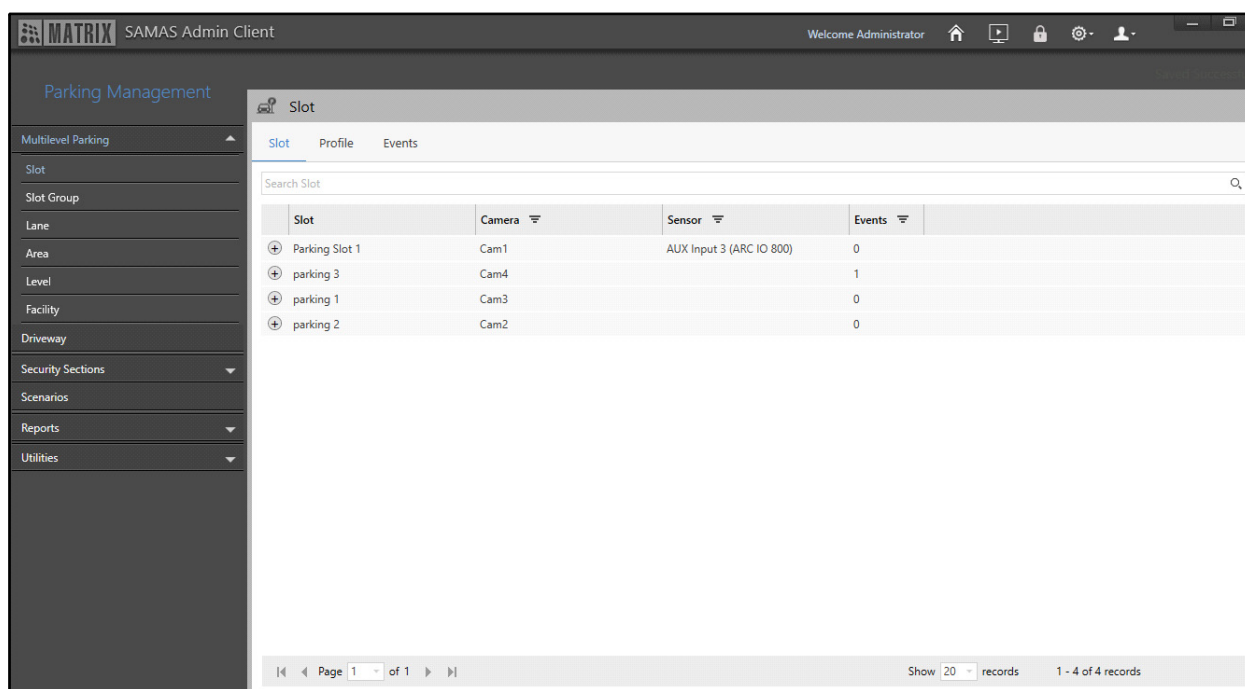 MATRIX SAMAS Admin Client
Welcome Administrator
Parking Management
Slot
Multilevel Parking
Slot Profile Events
Slot
Search Slot
Slot Group
Lane
Slot Camera Sensor Events
Area
Parking Slot 1 Cam1 AUX Input 3 (ARC IO 800) 0
Level
parking 3 Cam4 1
Facility
parking 1 Cam3 0
parking 2 Cam2 0
Driveway
Security Sections
Scenarios
Reports
Utilities
Page 1 of 1 Show 20 records 1 - 4 of 4 records